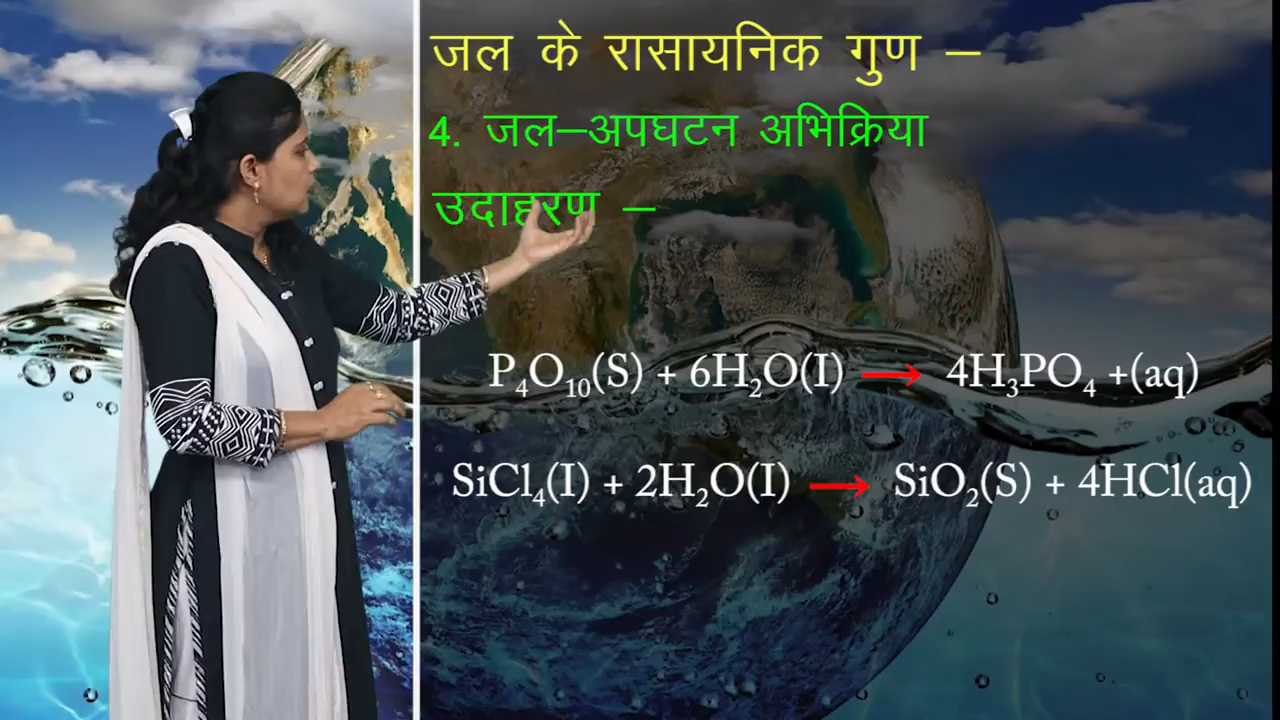 जल के रासायनिक गुण –
4. जल–अपघटन अभिक्रिया
उदाहरण –
P₄O₁₀(S) + 6H₂O(I) → 4H₃PO₄ +(aq)
SiCl₄(I) + 2H₂O(I) → SiO₂(S) + 4HCl(aq)